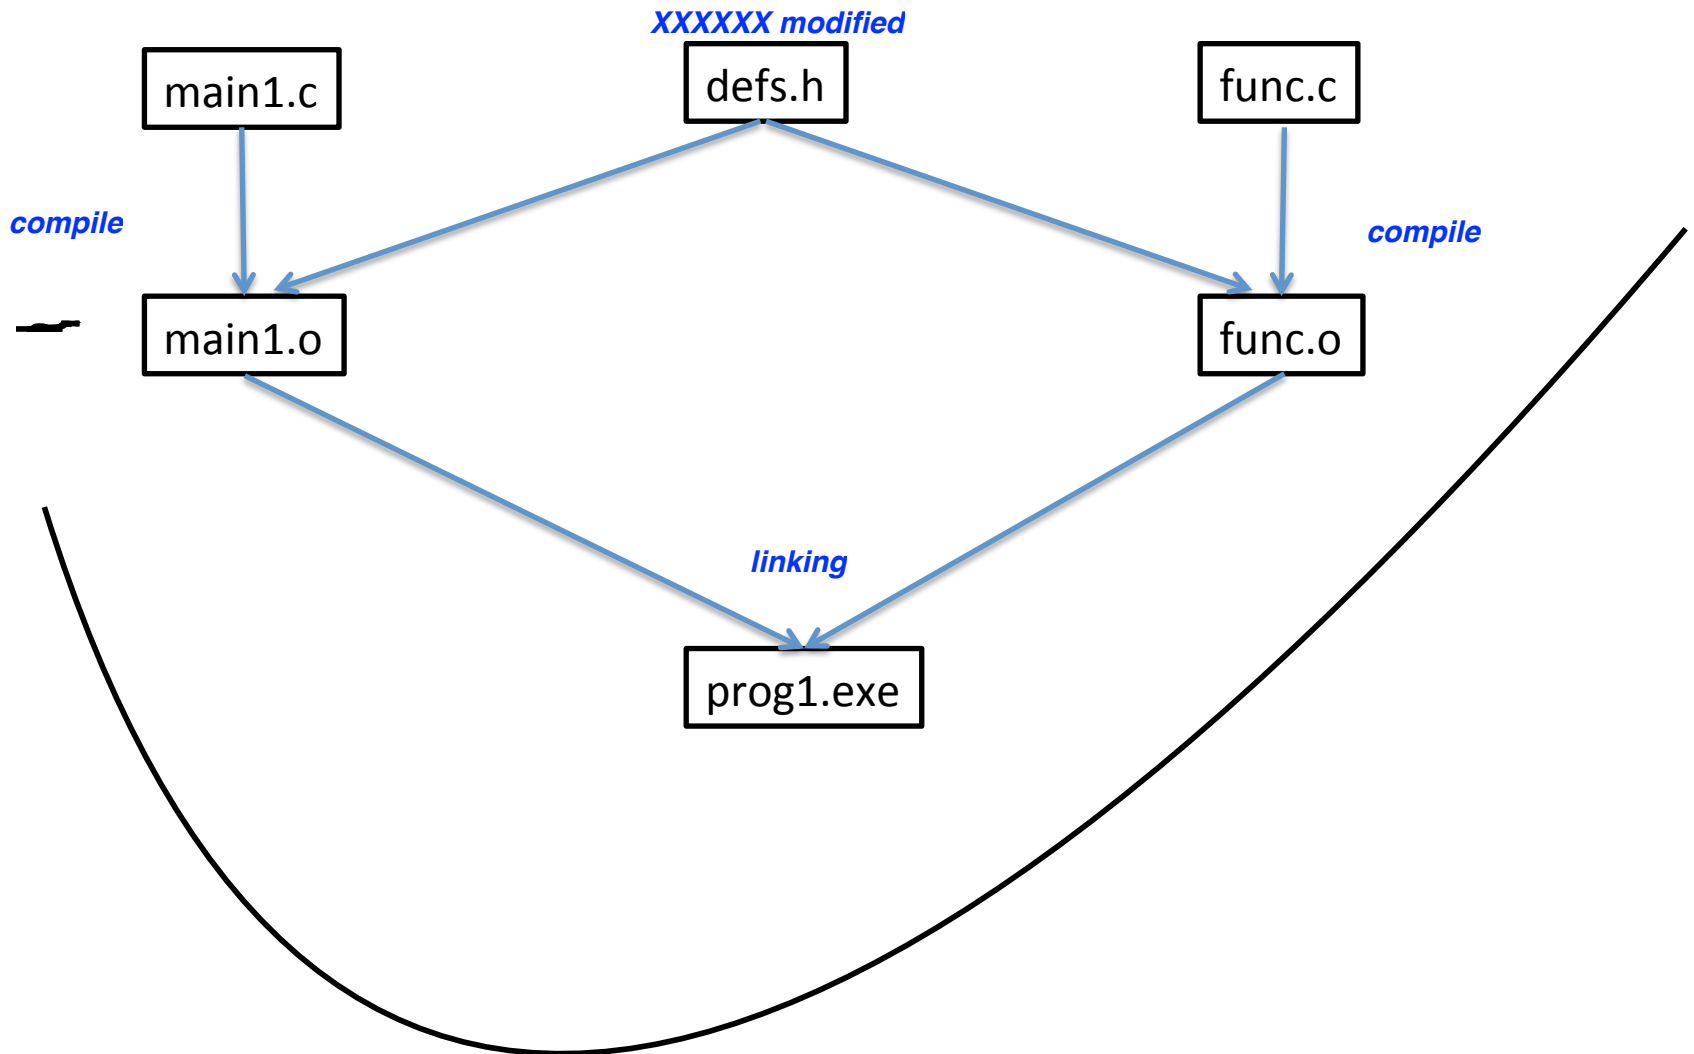 XXXXXX modified
main1.c
defs.h
func.c
compile
compile
main1.o
func.o
linking
prog1.exe